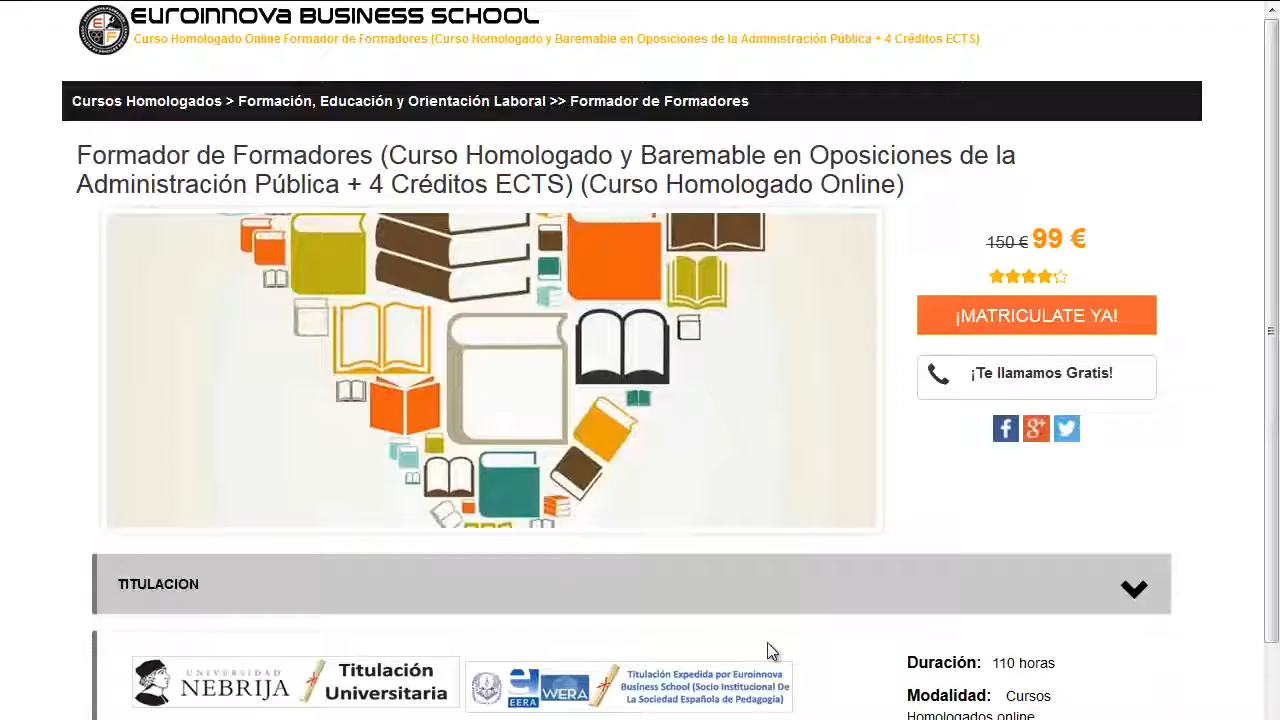 Euroinnova BUSINESS SCHOOL
Curso Homologado Online Formador de Formadores (Curso Homologado y Baremable en Oposiciones de la Administración Pública + 4 Créditos ECTS)
Cursos Homologados > Formación, Educación y Orientación Laboral >> Formador de Formadores
Formador de Formadores (Curso Homologado y Baremable en Oposiciones de la
Administración Pública + 4 Créditos ECTS) (Curso Homologado Online)
150 € 99 €
¡MATRICULATE YA!
¡Te llamamos Gratis!
TITULACION
UNIVERSIDAD
NEBRIJA
Titulación
Universitaria
EERA
WERA
Titulación Expedida por Euroinnova
Business School (Socio Institucional De
La Sociedad Española de Pedagogía)
Duración: 110 horas
Modalidad: Cursos
Homologados online